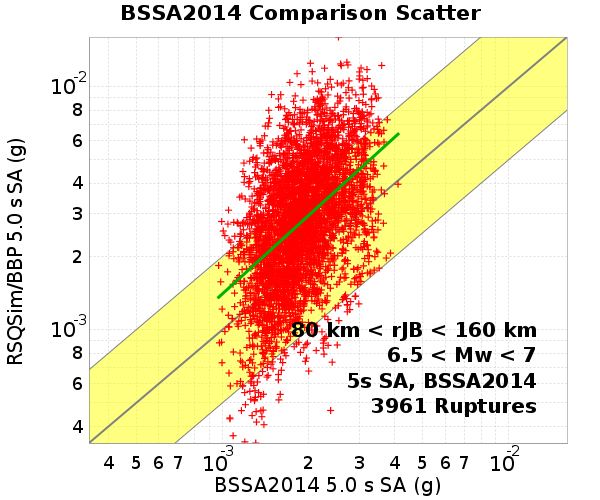 BSSA2014 Comparison Scatter
RSQSim/BBP 5.0 s SA (g)
10-2
8
6
4
3
2
10-3
8
6
4
80 km < rJB < 160 km
6.5 < Mw < 7
5s SA, BSSA2014
3961 Ruptures
4 5 6 7 10-3 2 3 4 5 6 7 10-2
BSSA2014 5.0 s SA (g)